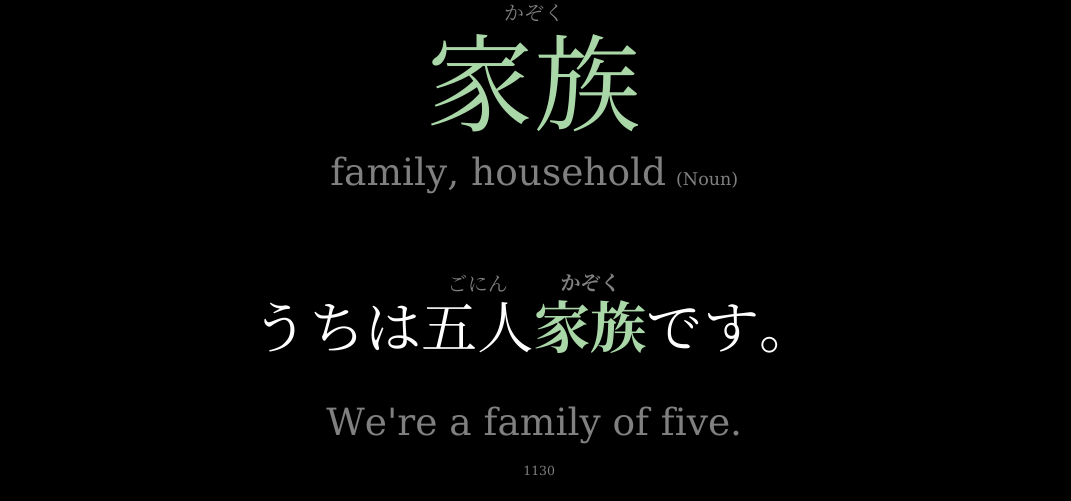 かぞく
家族
family, household (Noun)
ごにん かぞく
うちは五人家族です。
We're a family of five.
1130